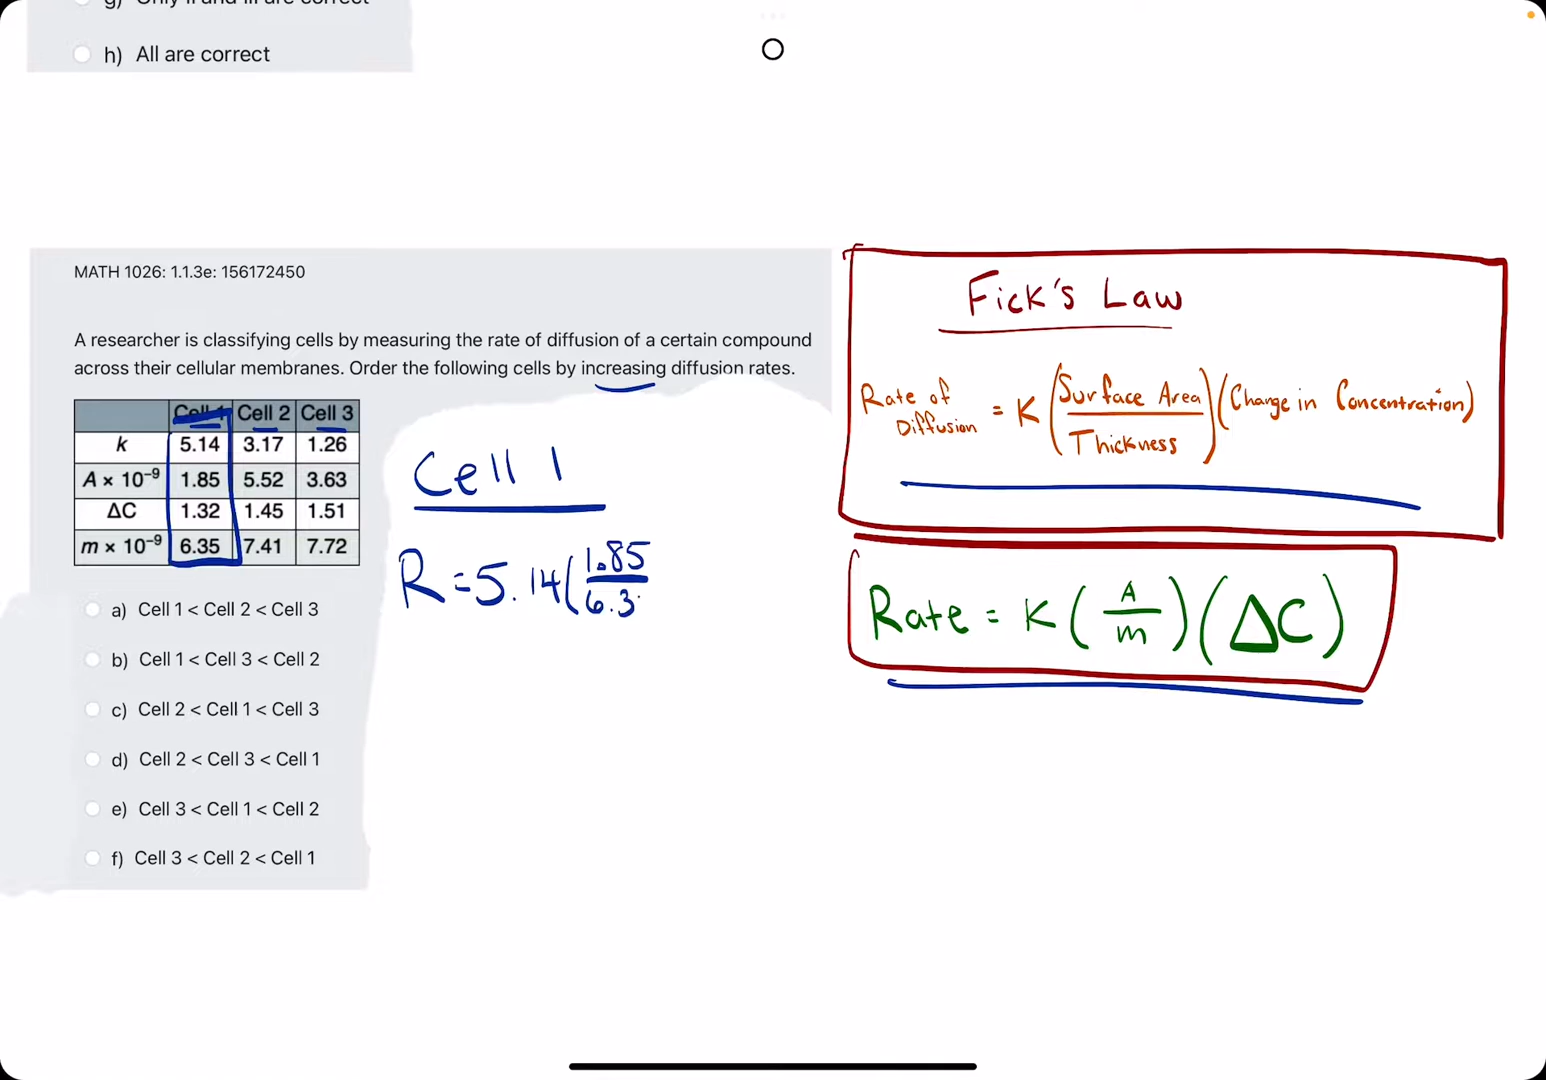 g) Only II and III are correct
h) All are correct
MATH 1026: 1.1.3e: 156172450
A researcher is classifying cells by measuring the rate of diffusion of a certain compound
across their cellular membranes. Order the following cells by increasing diffusion rates.
Cell 1 Cell 2 Cell 3
k 5.14 3.17 1.26
A × 10⁻⁹ 1.85 5.52 3.63
ΔC 1.32 1.45 1.51
m × 10⁻⁹ 6.35 7.41 7.72
a) Cell 1 < Cell 2 < Cell 3
b) Cell 1 < Cell 3 < Cell 2
c) Cell 2 < Cell 1 < Cell 3
d) Cell 2 < Cell 3 < Cell 1
e) Cell 3 < Cell 1 < Cell 2
f) Cell 3 < Cell 2 < Cell 1
Cell 1
R = 5.14(1.85
6.3
Fick's Law
Rate of Diffusion = K (Surface Area / Thickness) (Change in Concentration)
Rate = K (A / m) (ΔC)